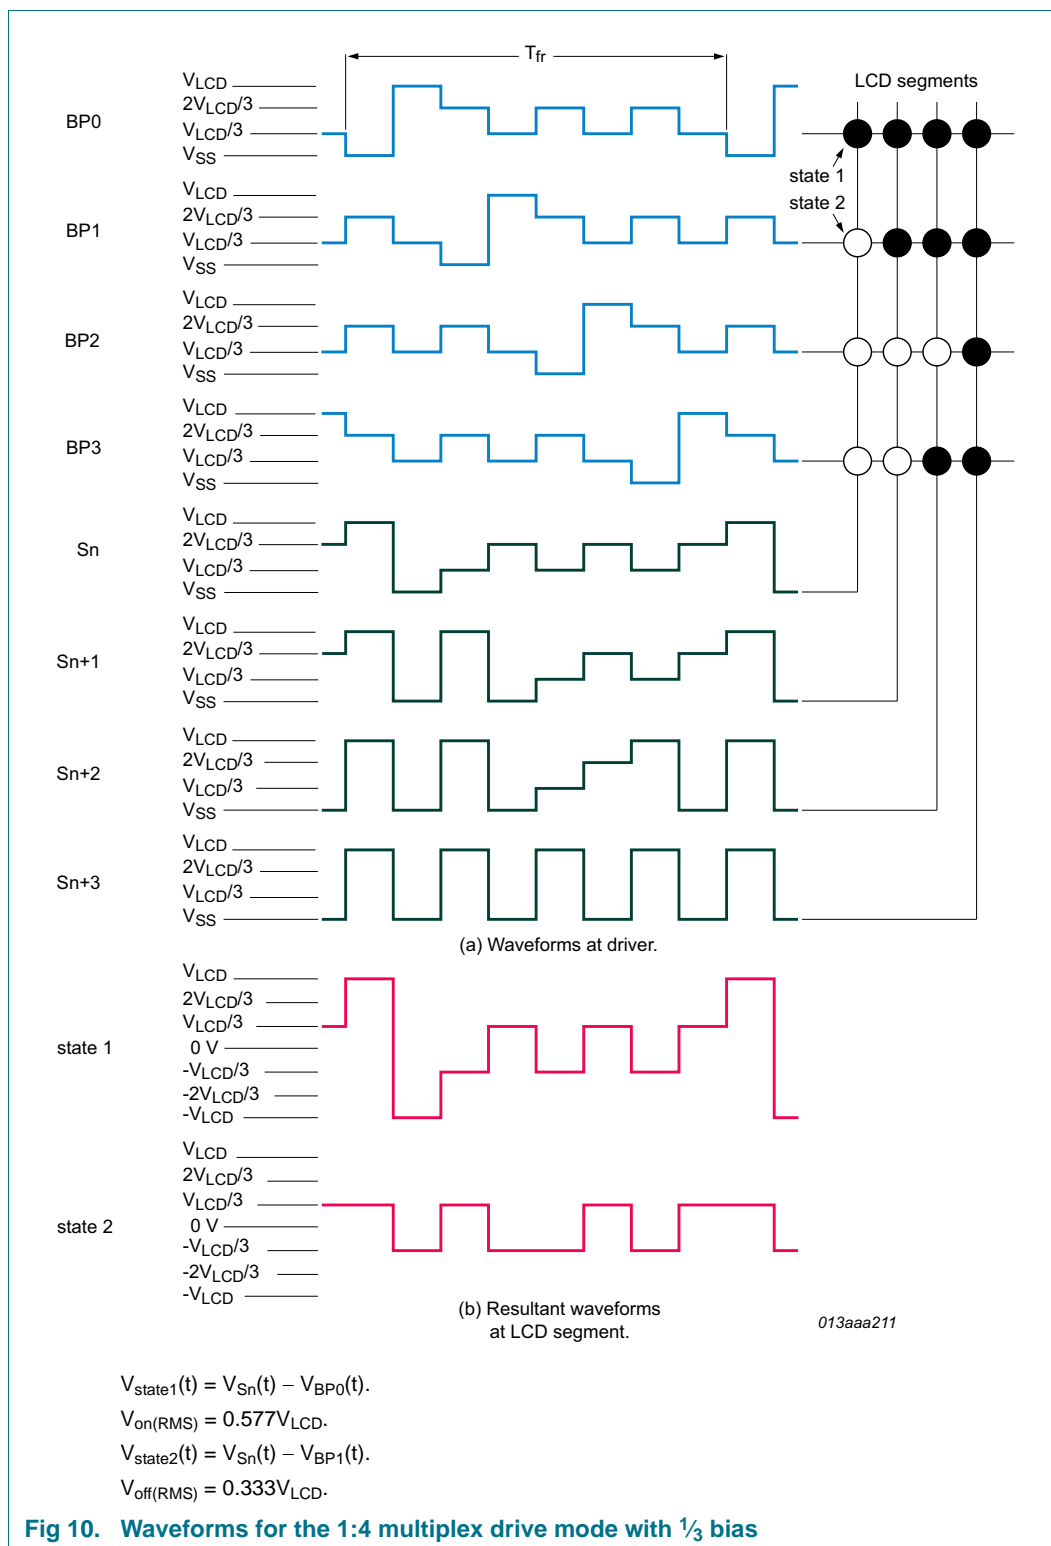 Tfr
LCD segments
BP0
VLCD
2VLCD/3
VLCD/3
VSS
state 1
state 2
BP1
VLCD
2VLCD/3
VLCD/3
VSS
BP2
VLCD
2VLCD/3
VLCD/3
VSS
BP3
VLCD
2VLCD/3
VLCD/3
VSS
Sn
VLCD
2VLCD/3
VLCD/3
VSS
Sn+1
VLCD
2VLCD/3
VLCD/3
VSS
Sn+2
VLCD
2VLCD/3
VLCD/3
VSS
Sn+3
VLCD
2VLCD/3
VLCD/3
VSS
(a) Waveforms at driver.
state 1
VLCD
2VLCD/3
VLCD/3
0 V
-VLCD/3
-2VLCD/3
-VLCD
state 2
VLCD
2VLCD/3
VLCD/3
0 V
-VLCD/3
-2VLCD/3
-VLCD
(b) Resultant waveforms
at LCD segment.
013aaa211
Vstate1(t) = VSn(t) − VBP0(t).
Von(RMS) = 0.577VLCD.
Vstate2(t) = VSn(t) − VBP1(t).
Voff(RMS) = 0.333VLCD.
Fig 10. Waveforms for the 1:4 multiplex drive mode with 1⁄3 bias